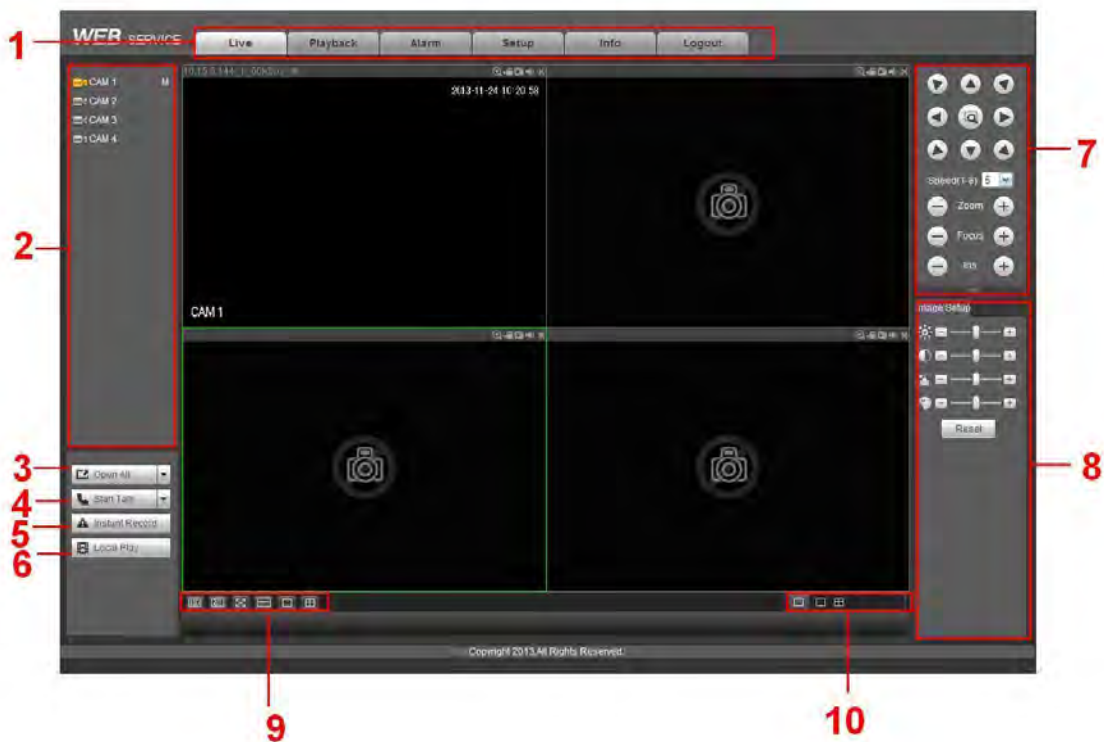 WEB SERVICE
1
Live
Playback
Alarm
Setup
Info
Logout
CAM 1
M
CAM 2
CAM 3
CAM 4
2013-11-24 10:20:58
CAM 1
2
3
Open All
4
Start Talk
5
Instant Record
6
Local Play
7
Speed(1-8)
5
Zoom
Focus
Iris
Image Setup
Reset
8
Copyright 2013,All Rights Reserved.
9
10